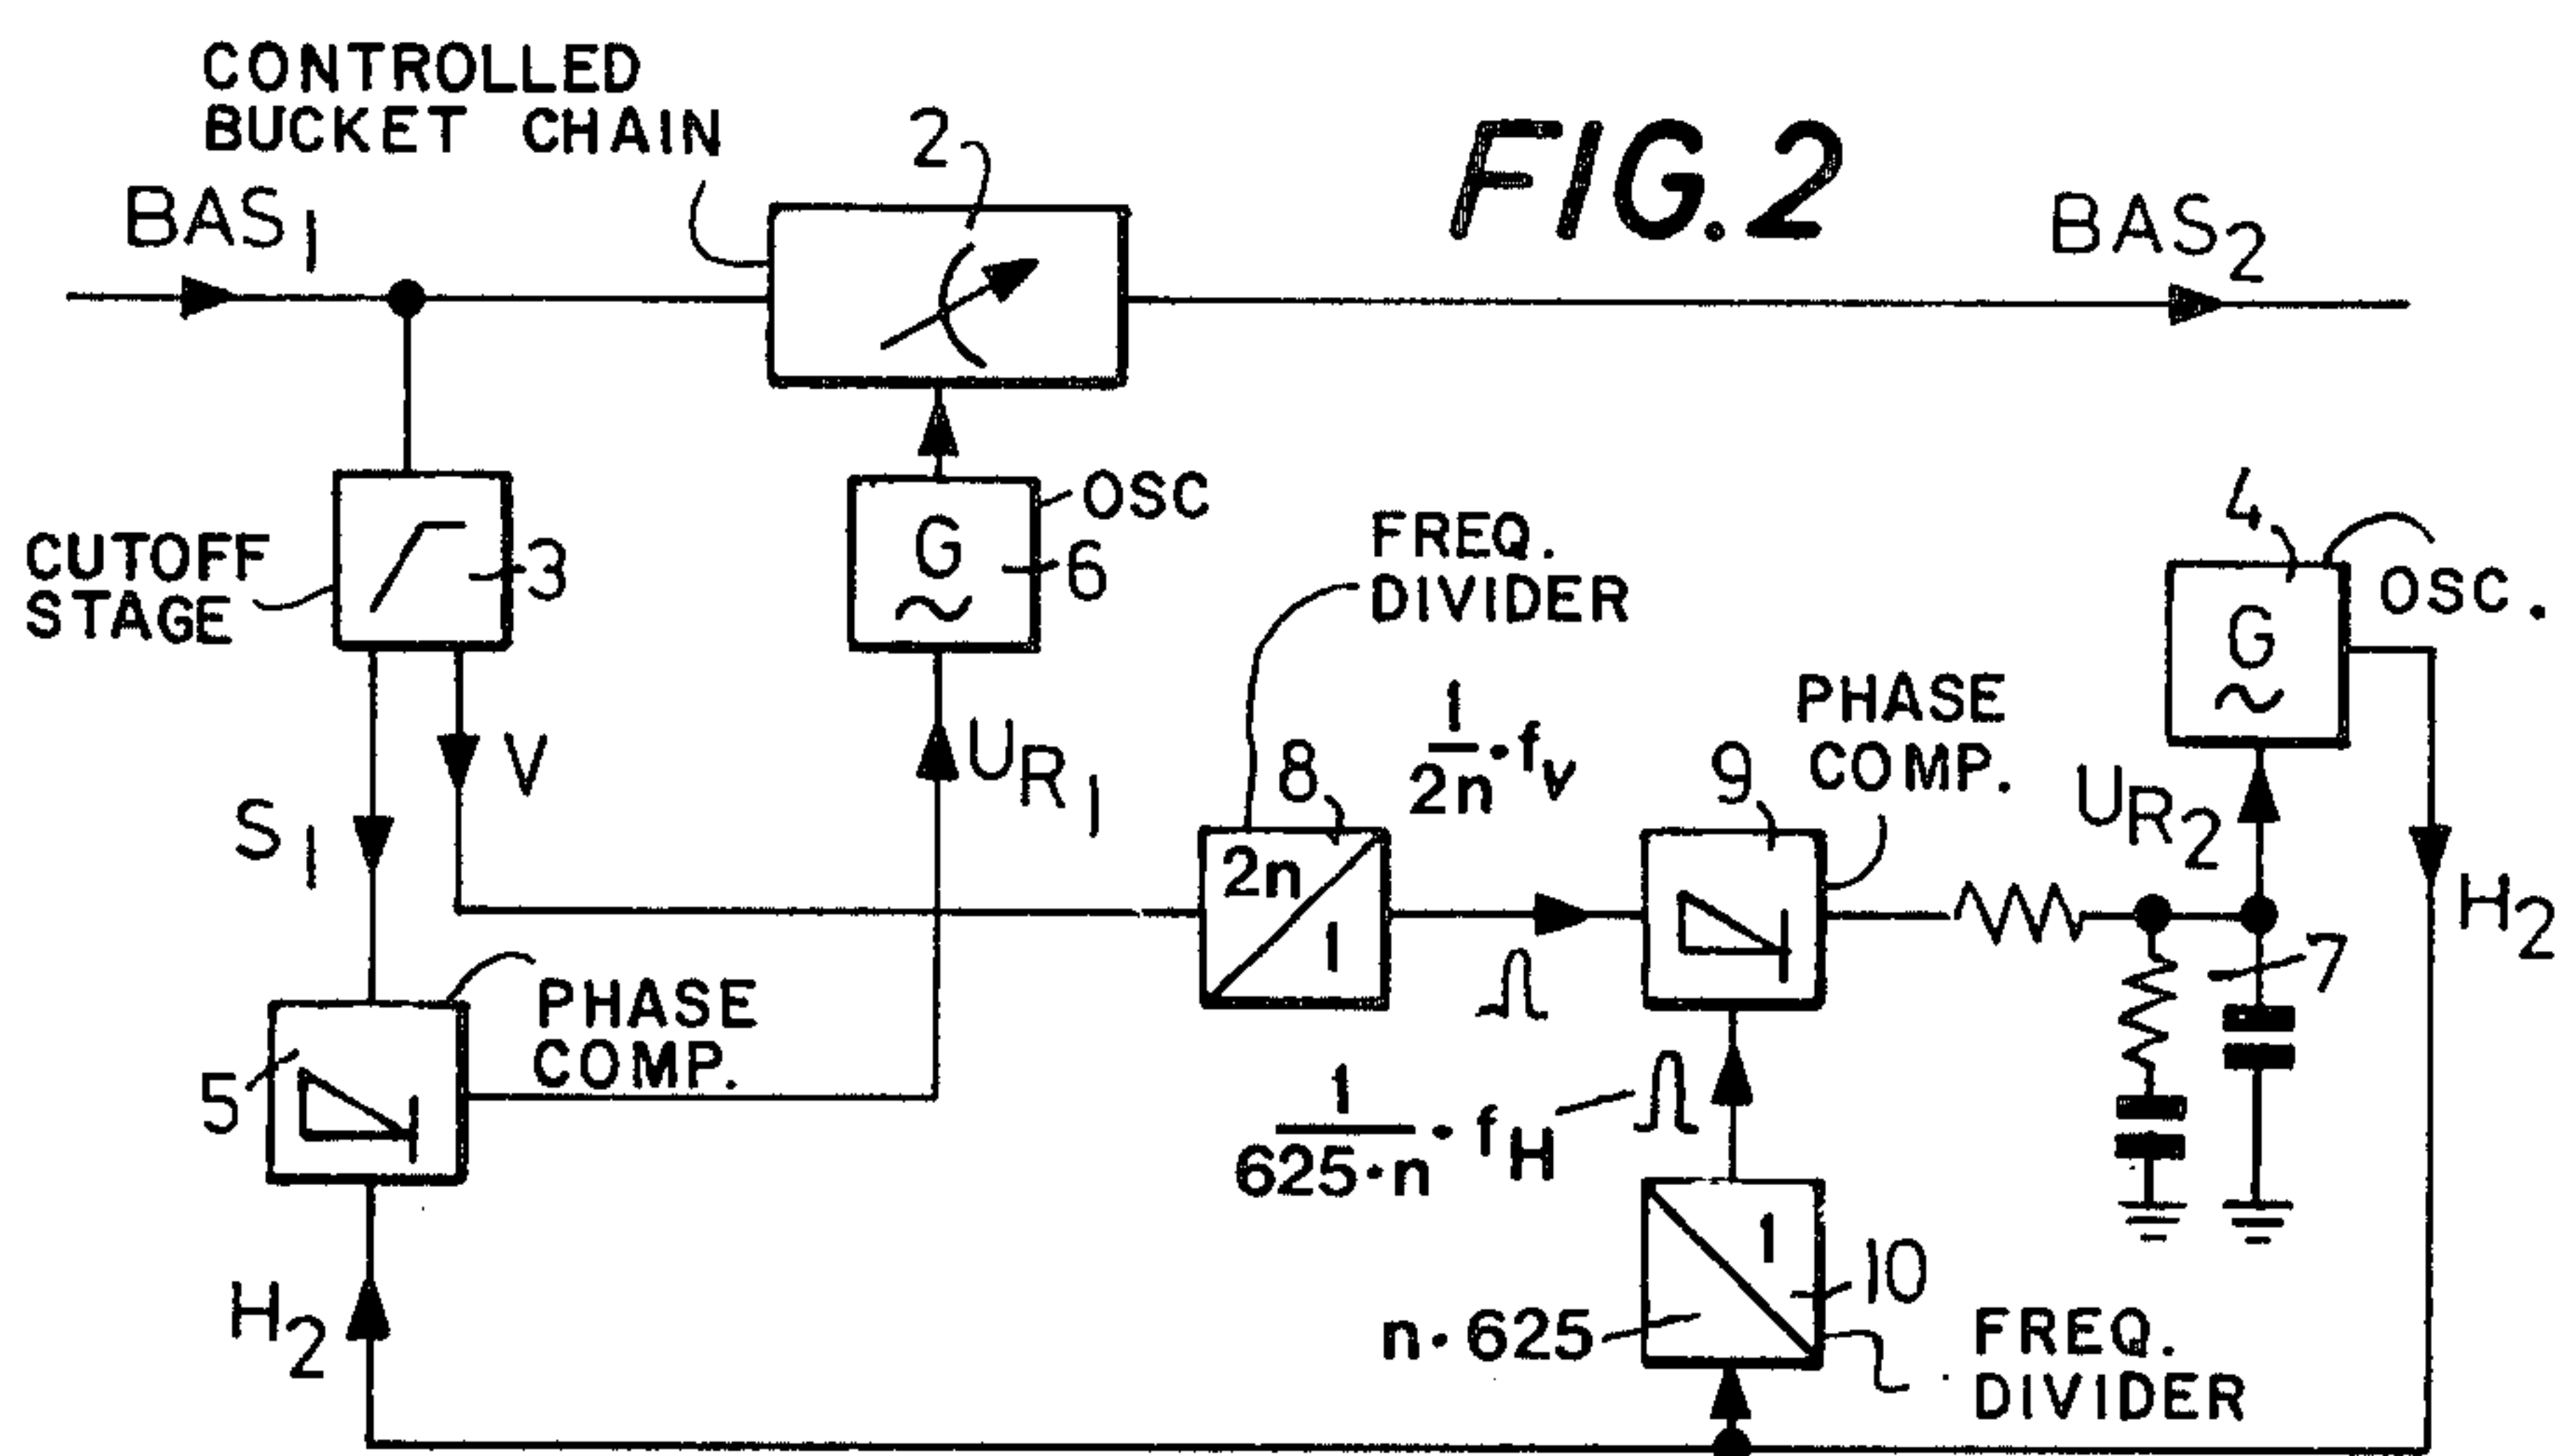 CONTROLLED
BUCKET CHAIN
2
FIG.2
BAS1
BAS2
CUTOFF
STAGE
3
G
OSC
6
FREQ.
DIVIDER
4
G
OSC.
S1
V
UR1
8
1/2n·fv
9
PHASE
COMP.
UR2
H2
2n
1
7
5
PHASE
COMP.
1/625·n·fH
H2
n·625
1
10
FREQ.
DIVIDER